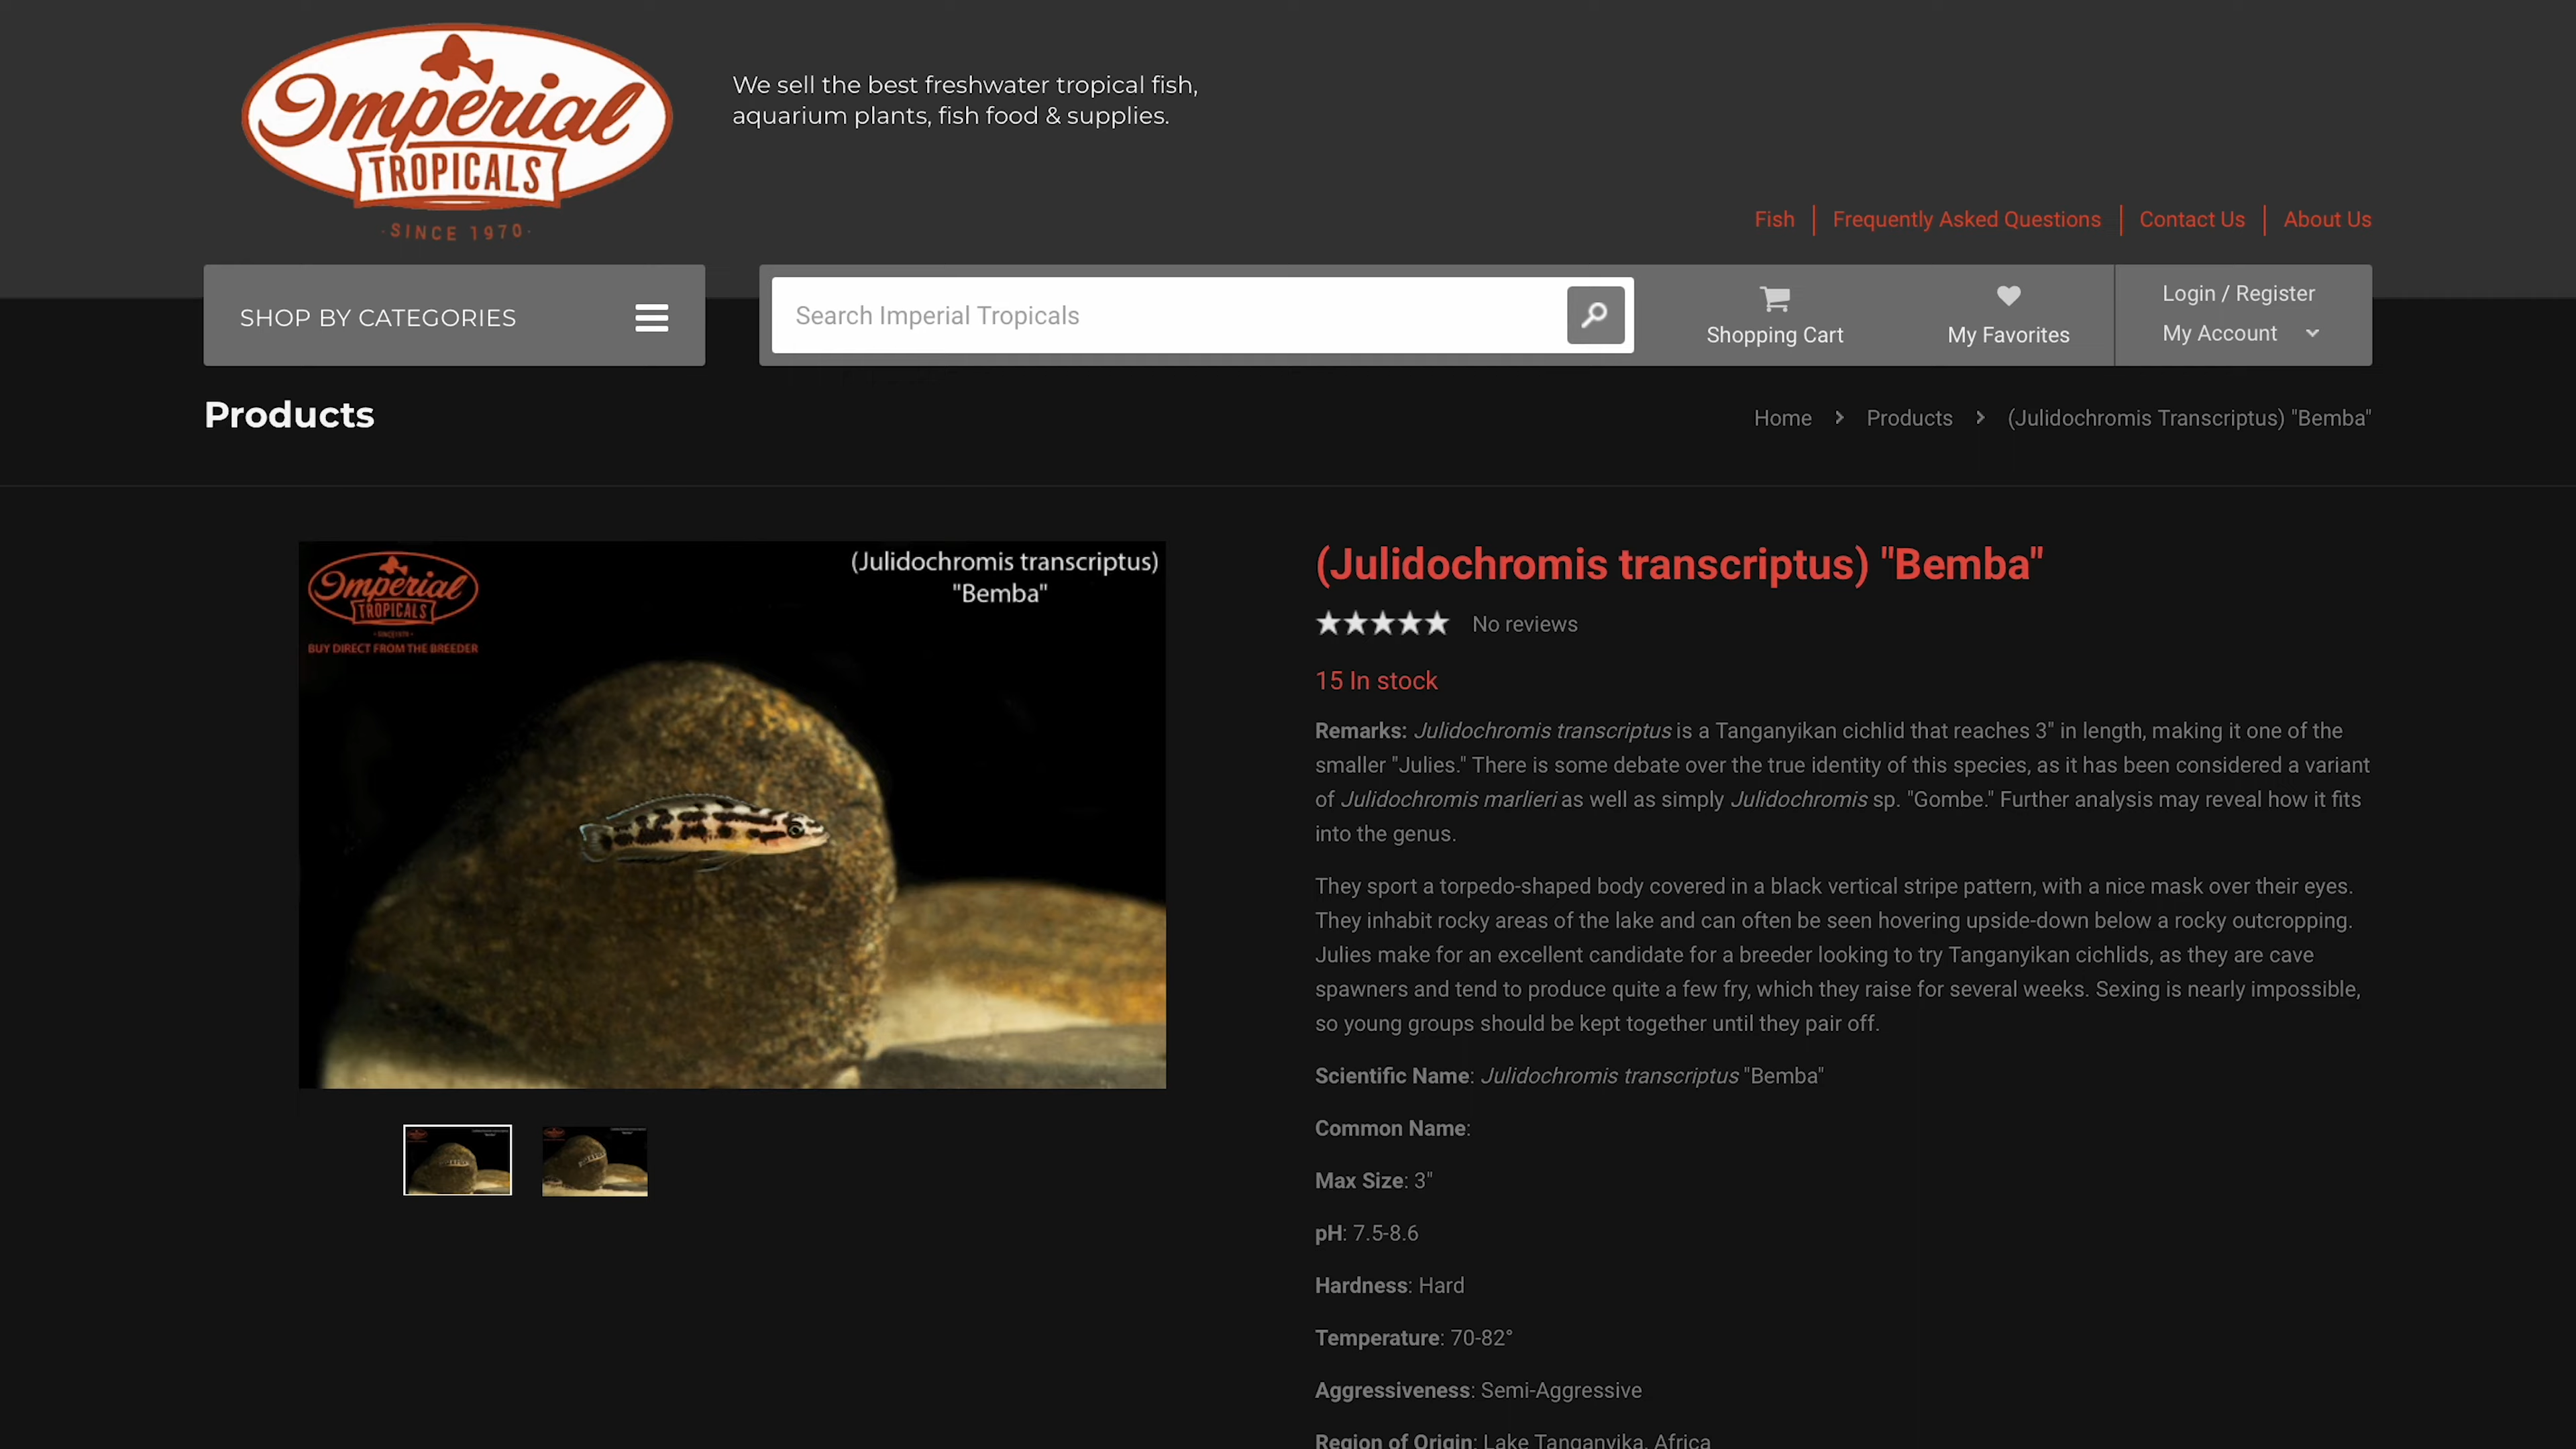 Imperial
TROPICALS
· SINCE 1970 ·
We sell the best freshwater tropical fish,
aquarium plants, fish food & supplies.
Fish
Frequently Asked Questions
Contact Us
About Us
SHOP BY CATEGORIES
Search Imperial Tropicals
Shopping Cart
My Favorites
Login / Register
My Account
Products
Home
Products
(Julidochromis Transcriptus) "Bemba"
Imperial
TROPICALS
· SINCE 1970 ·
BUY DIRECT FROM THE BREEDER
(Julidochromis transcriptus)
"Bemba"
(Julidochromis transcriptus) "Bemba"
No reviews
15 In stock
Remarks: Julidochromis transcriptus is a Tanganyikan cichlid that reaches 3" in length, making it one of the
smaller "Julies." There is some debate over the true identity of this species, as it has been considered a variant
of Julidochromis marlieri as well as simply Julidochromis sp. "Gombe." Further analysis may reveal how it fits
into the genus.
They sport a torpedo-shaped body covered in a black vertical stripe pattern, with a nice mask over their eyes.
They inhabit rocky areas of the lake and can often be seen hovering upside-down below a rocky outcropping.
Julies make for an excellent candidate for a breeder looking to try Tanganyikan cichlids, as they are cave
spawners and tend to produce quite a few fry, which they raise for several weeks. Sexing is nearly impossible,
so young groups should be kept together until they pair off.
Scientific Name: Julidochromis transcriptus "Bemba"
Common Name:
Max Size: 3"
pH: 7.5-8.6
Hardness: Hard
Temperature: 70-82°
Aggressiveness: Semi-Aggressive
Region of Origin: Lake Tanganyika, Africa